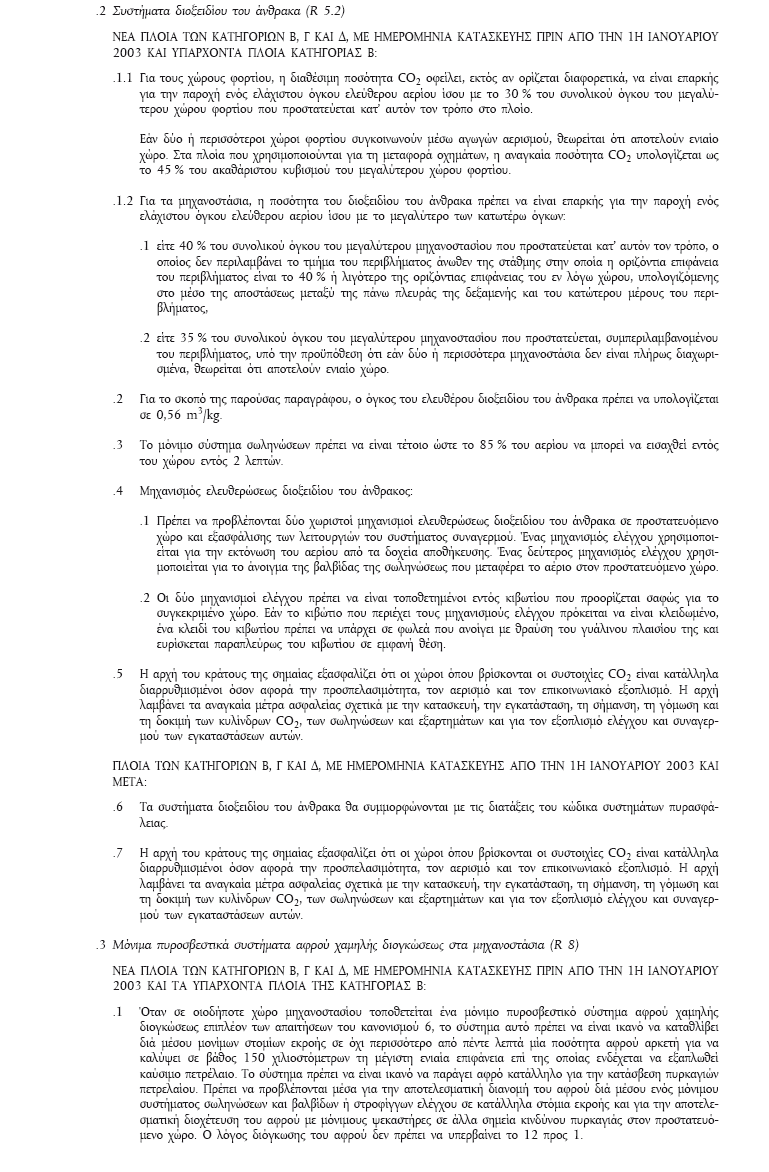 .2 Συστήματα διοξειδίου του άνθρακα (R 5.2)
ΝΕΑ ΠΛΟΙΑ ΤΩΝ ΚΑΤΗΓΟΡΙΩΝ Β, Γ ΚΑΙ Δ, ΜΕ ΗΜΕΡΟΜΗΝΙΑ ΚΑΤΑΣΚΕΥΗΣ ΠΡΙΝ ΑΠΟ ΤΗΝ 1Η ΙΑΝΟΥΑΡΙΟΥ
2003 ΚΑΙ ΥΠΑΡΧΟΝΤΑ ΠΛΟΙΑ ΚΑΤΗΓΟΡΙΑΣ Β:
.1.1 Για τους χώρους φορτίου, η διαθέσιμη ποσότητα CO2 οφείλει, εκτός αν ορίζεται διαφορετικά, να είναι επαρκής
για την παροχή ενός ελάχιστου όγκου ελεύθερου αερίου ίσου με το 30 % του συνολικού όγκου του μεγαλύ-
τερου χώρου φορτίου που προστατεύεται κατ' αυτόν τον τρόπο στο πλοίο.
Εάν δύο ή περισσότεροι χώροι φορτίου συγκοινωνούν μέσω αγωγών αερισμού, θεωρείται ότι αποτελούν ενιαίο
χώρο. Στα πλοία που χρησιμοποιούνται για τη μεταφορά οχημάτων, η αναγκαία ποσότητα CO2 υπολογίζεται ως
το 45 % του ακαθάριστου κυβισμού του μεγαλύτερου χώρου φορτίου.
.1.2 Για τα μηχανοστάσια, η ποσότητα του διοξειδίου του άνθρακα πρέπει να είναι επαρκής για την παροχή ενός
ελάχιστου όγκου ελεύθερου αερίου ίσου με το μεγαλύτερο των κατωτέρω όγκων:
.1 είτε 40 % του συνολικού όγκου του μεγαλύτερου μηχανοστασίου που προστατεύεται κατ' αυτόν τον τρόπο, ο
οποίος δεν περιλαμβάνει το τμήμα του περιβλήματος άνωθεν της στάθμης στην οποία η οριζόντια επιφάνεια
του περιβλήματος είναι το 40 % ή λιγότερο της οριζόντιας επιφάνειας του εν λόγω χώρου, υπολογιζόμενης
στο μέσο της αποστάσεως μεταξύ της πάνω πλευράς της δεξαμενής και του κατώτερου μέρους του περι-
βλήματος,
.2 είτε 35 % του συνολικού όγκου του μεγαλύτερου μηχανοστασίου που προστατεύεται, συμπεριλαμβανομένου
του περιβλήματος, υπό την προϋπόθεση ότι εάν δύο ή περισσότερα μηχανοστάσια δεν είναι πλήρως διαχωρι-
σμένα, θεωρείται ότι αποτελούν ενιαίο χώρο.
.2 Για το σκοπό της παρούσας παραγράφου, ο όγκος του ελευθέρου διοξειδίου του άνθρακα πρέπει να υπολογίζεται
σε 0,56 m3/kg.
.3 Το μόνιμο σύστημα σωληνώσεων πρέπει να είναι τέτοιο ώστε το 85 % του αερίου να μπορεί να εισαχθεί εντός
του χώρου εντός 2 λεπτών.
.4 Μηχανισμός ελευθερώσεως διοξειδίου του άνθρακος:
.1 Πρέπει να προβλέπονται δύο χωριστοί μηχανισμοί ελευθερώσεως διοξειδίου του άνθρακα σε προστατευόμενο
χώρο και εξασφάλισης των λειτουργιών του συστήματος συναγερμού. Ένας μηχανισμός ελέγχου χρησιμοποι-
είται για την εκτόνωση του αερίου από τα δοχεία αποθήκευσης. Ένας δεύτερος μηχανισμός ελέγχου χρησι-
μοποιείται για το άνοιγμα της βαλβίδας της σωληνώσεως που μεταφέρει το αέριο στον προστατευόμενο χώρο.
.2 Οι δύο μηχανισμοί ελέγχου πρέπει να είναι τοποθετημένοι εντός κιβωτίου που προορίζεται σαφώς για το
συγκεκριμένο χώρο. Εάν το κιβώτιο που περιέχει τους μηχανισμούς ελέγχου πρόκειται να είναι κλειδωμένο,
ένα κλειδί του κιβωτίου πρέπει να υπάρχει σε φωλεά που ανοίγει με θραύση του γυάλινου πλαισίου της και
ευρίσκεται παραπλεύρως του κιβωτίου σε εμφανή θέση.
.5 Η αρχή του κράτους της σημαίας εξασφαλίζει ότι οι χώροι όπου βρίσκονται οι συστοιχίες CO2 είναι κατάλληλα
διαρρυθμισμένοι όσον αφορά την προσπελασιμότητα, τον αερισμό και τον επικοινωνιακό εξοπλισμό. Η αρχή
λαμβάνει τα αναγκαία μέτρα ασφαλείας σχετικά με την κατασκευή, την εγκατάσταση, τη σήμανση, τη γόμωση και
τη δοκιμή των κυλίνδρων CO2, των σωληνώσεων και εξαρτημάτων και για τον εξοπλισμό ελέγχου και συναγερ-
μού των εγκαταστάσεων αυτών.
ΠΛΟΙΑ ΤΩΝ ΚΑΤΗΓΟΡΙΩΝ Β, Γ ΚΑΙ Δ, ΜΕ ΗΜΕΡΟΜΗΝΙΑ ΚΑΤΑΣΚΕΥΗΣ ΑΠΟ ΤΗΝ 1Η ΙΑΝΟΥΑΡΙΟΥ 2003 ΚΑΙ
ΜΕΤΑ:
.6 Τα συστήματα διοξειδίου του άνθρακα θα συμμορφώνονται με τις διατάξεις του κώδικα συστημάτων πυρασφά-
λειας.
.7 Η αρχή του κράτους της σημαίας εξασφαλίζει ότι οι χώροι όπου βρίσκονται οι συστοιχίες CO2 είναι κατάλληλα
διαρρυθμισμένοι όσον αφορά την προσπελασιμότητα, τον αερισμό και τον επικοινωνιακό εξοπλισμό. Η αρχή
λαμβάνει τα αναγκαία μέτρα ασφαλείας σχετικά με την κατασκευή, την εγκατάσταση, τη σήμανση, τη γόμωση και
τη δοκιμή των κυλίνδρων CO2, των σωληνώσεων και εξαρτημάτων και για τον εξοπλισμό ελέγχου και συναγερ-
μού των εγκαταστάσεων αυτών.
.3 Μόνιμα πυροσβεστικά συστήματα αφρού χαμηλής διογκώσεως στα μηχανοστάσια (R 8)
ΝΕΑ ΠΛΟΙΑ ΤΩΝ ΚΑΤΗΓΟΡΙΩΝ Β, Γ ΚΑΙ Δ, ΜΕ ΗΜΕΡΟΜΗΝΙΑ ΚΑΤΑΣΚΕΥΗΣ ΠΡΙΝ ΑΠΟ ΤΗΝ 1Η ΙΑΝΟΥΑΡΙΟΥ
2003 ΚΑΙ ΤΑ ΥΠΑΡΧΟΝΤΑ ΠΛΟΙΑ ΤΗΣ ΚΑΤΗΓΟΡΙΑΣ Β:
.1 Όταν σε οιοδήποτε χώρο μηχανοστασίου τοποθετείται ένα μόνιμο πυροσβεστικό σύστημα αφρού χαμηλής
διογκώσεως επιπλέον των απαιτήσεων του κανονισμού 6, το σύστημα αυτό πρέπει να είναι ικανό να καταθλίβει
διά μέσου μονίμων στομίων εκροής σε όχι περισσότερο από πέντε λεπτά μία ποσότητα αφρού αρκετή για να
καλύψει σε βάθος 150 χιλιοστόμετρων τη μέγιστη ενιαία επιφάνεια επί της οποίας ενδέχεται να εξαπλωθεί
καύσιμο πετρέλαιο. Το σύστημα πρέπει να είναι ικανό να παράγει αφρό κατάλληλο για την κατάσβεση πυρκαγιών
πετρελαίου. Πρέπει να προβλέπονται μέσα για την αποτελεσματική διανομή του αφρού διά μέσου ενός μόνιμου
συστήματος σωληνώσεων και βαλβίδων ή στροφίγγων ελέγχου σε κατάλληλα στόμια εκροής και για την αποτελε-
σματική διοχέτευση του αφρού με μόνιμους ψεκαστήρες σε άλλα σημεία κινδύνου πυρκαγιάς στον προστατευό-
μενο χώρο. Ο λόγος διόγκωσης του αφρού δεν πρέπει να υπερβαίνει το 12 προς 1.